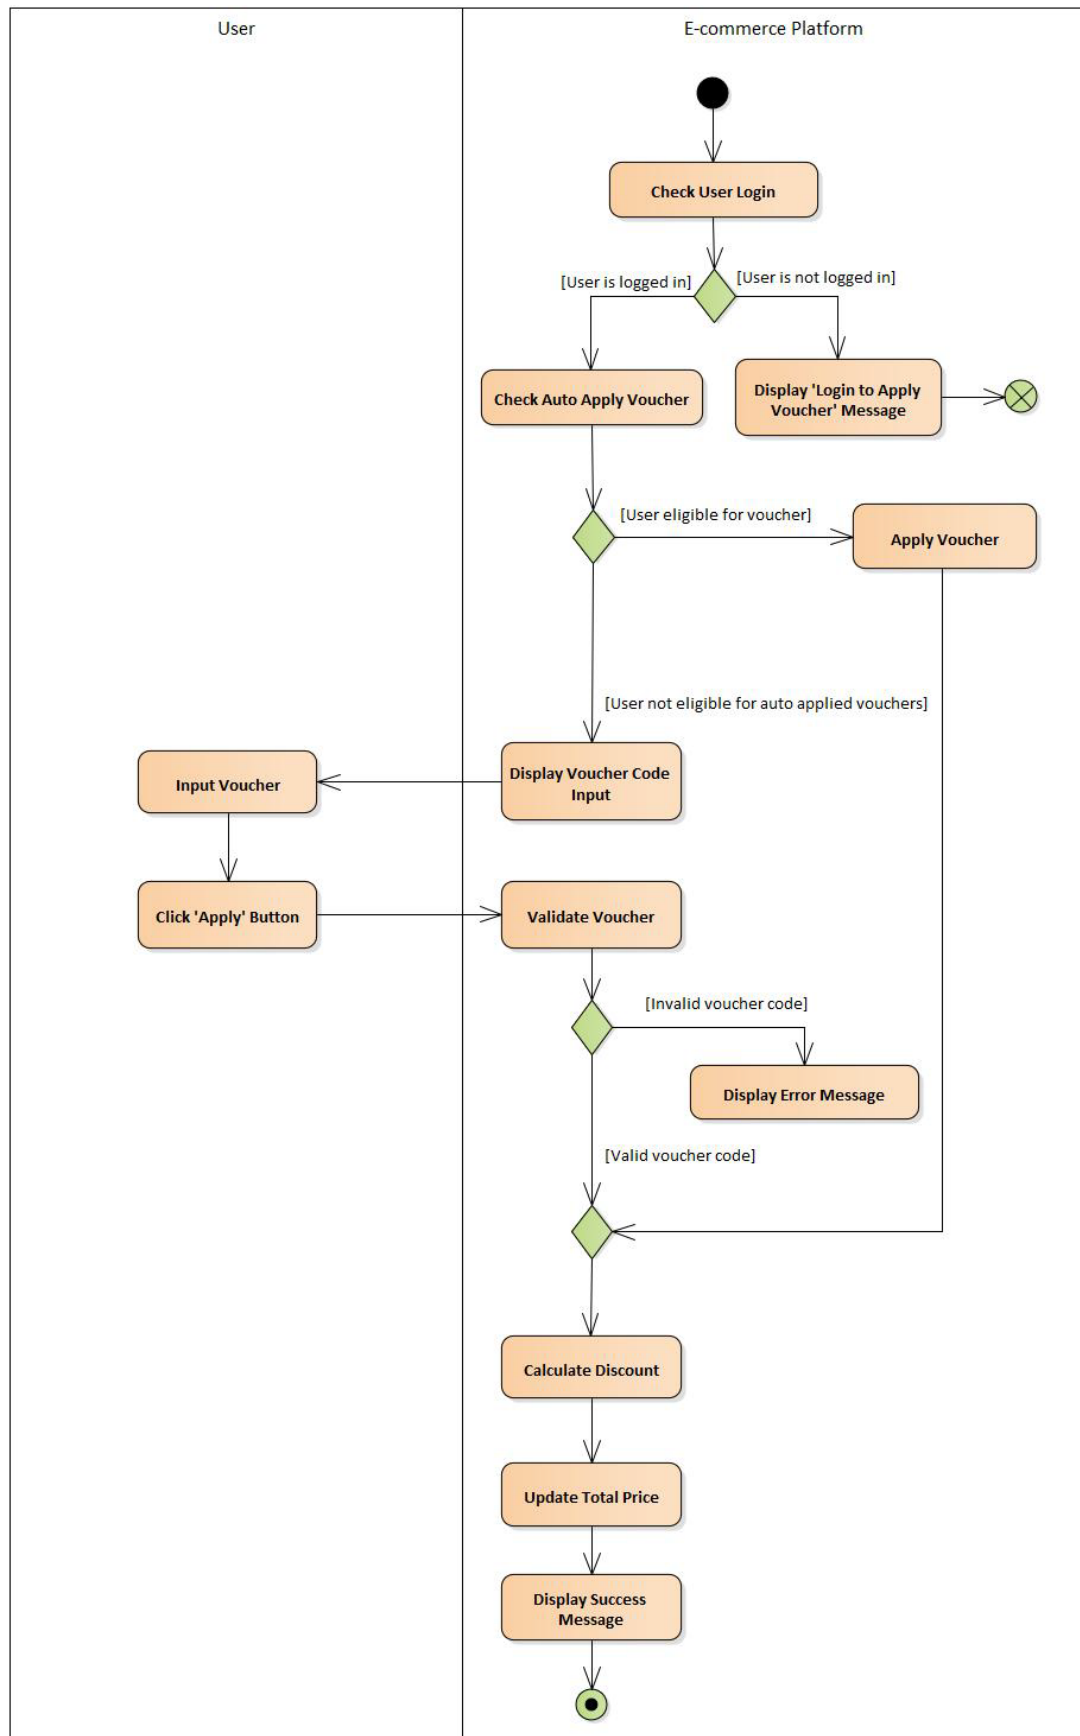 User
E-commerce Platform
Check User Login
[User is logged in]
[User is not logged in]
Check Auto Apply Voucher
Display 'Login to Apply
Voucher' Message
[User eligible for voucher]
Apply Voucher
[User not eligible for auto applied vouchers]
Display Voucher Code
Input
Input Voucher
Click 'Apply' Button
Validate Voucher
[Invalid voucher code]
Display Error Message
[Valid voucher code]
Calculate Discount
Update Total Price
Display Success
Message